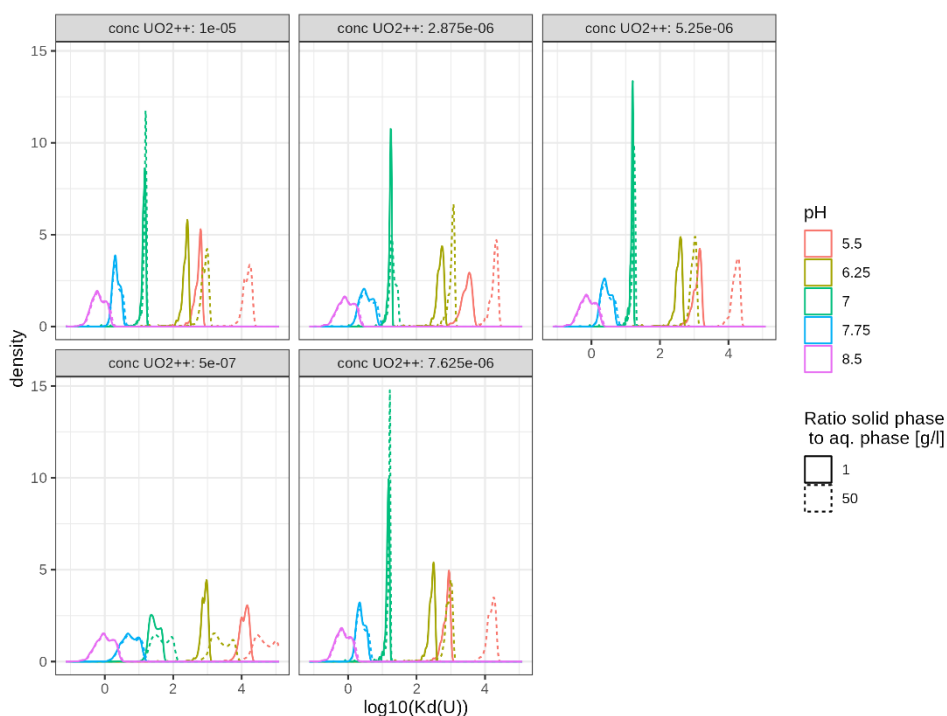 conc UO2++: 1e-05
conc UO2++: 2.875e-06
conc UO2++: 5.25e-06
15
10
5
0
0
2
4
conc UO2++: 5e-07
conc UO2++: 7.625e-06
15
10
5
0
0
2
4
0
2
4
density
log10(Kd(U))
pH
5.5
6.25
7
7.75
8.5
Ratio solid phase
to aq. phase [g/l]
1
50